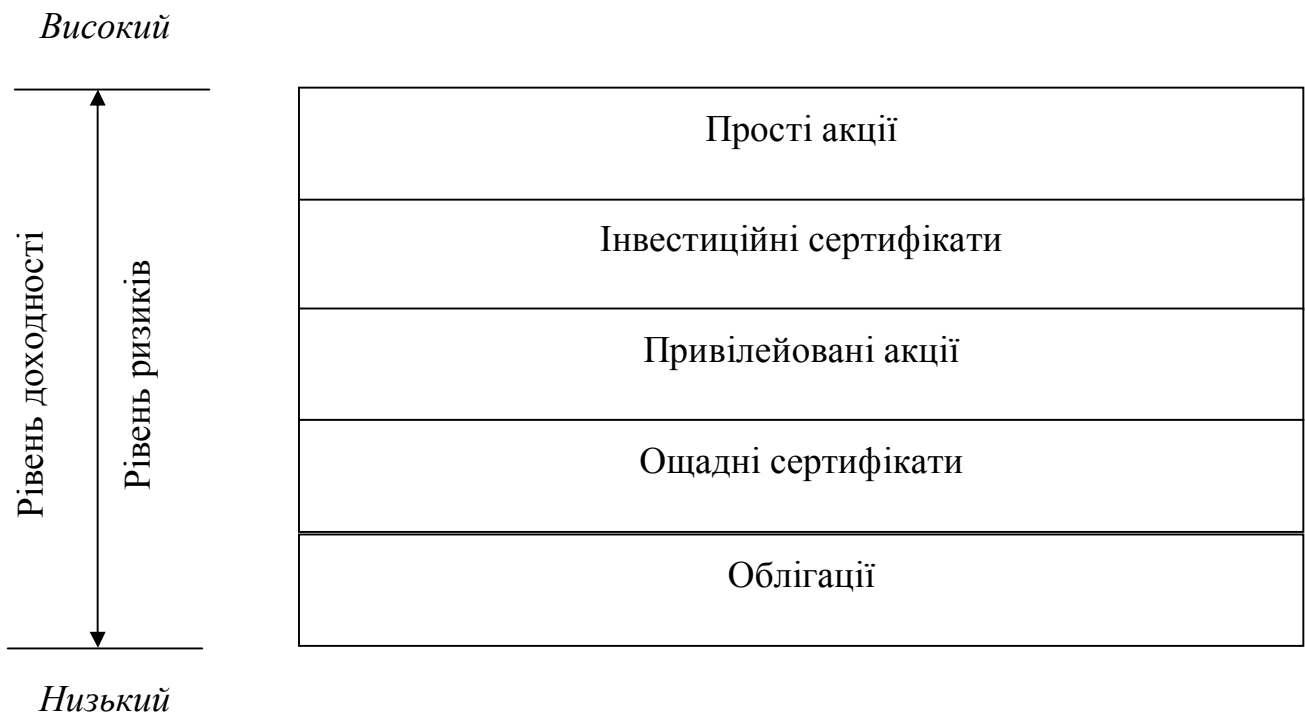 Високий
Прості акції
Інвестиційні сертифікати
Рівень доходності
Рівень ризиків
Привілейовані акції
Ощадні сертифікати
Облігації
Низький